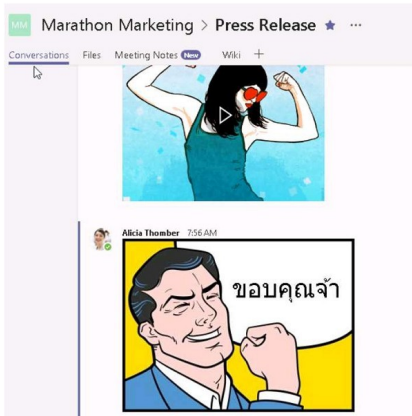 MM Marathon Marketing > Press Release ★ ...
Conversations Files Meeting Notes New Wiki +
Alicia Thomber 7:56 AM
ขอบคุณจ้า